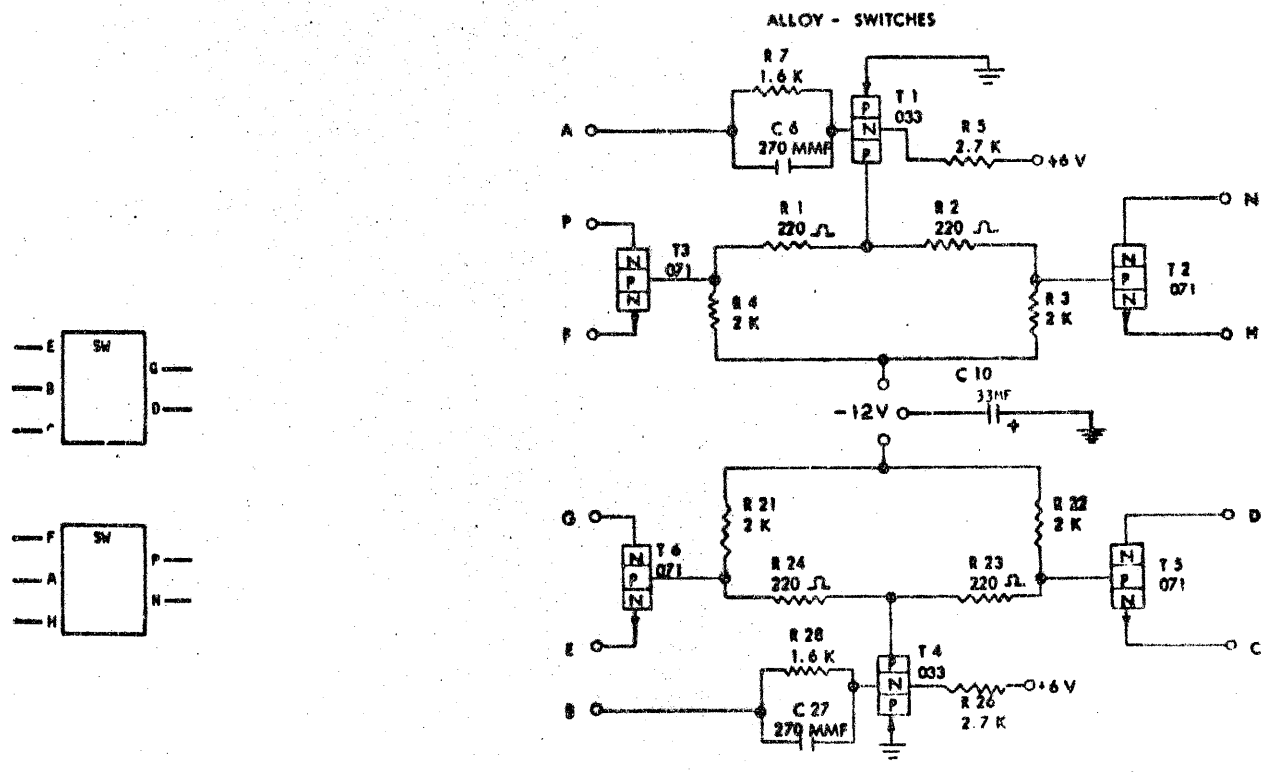 ALLOY - SWITCHES
R 7
1.6 K
T 1
033
A
C 6
270 MMF
P
N
P
R 5
2.7 K
+6 V
P
R 1
220 Ω
R 2
220 Ω
N
T3
071
N
P
N
R 4
2 K
R 3
2 K
N
P
N
T 2
071
F
H
C 10
33MF
-12V
+
E
SW
G
B
D
C
R 21
2 K
R 22
2 K
G
D
T 6
071
N
P
N
R 24
220 Ω
R 23
220 Ω
N
P
N
T 5
071
F
SW
P
A
N
H
E
R 28
1.6 K
T 4
033
C
P
N
P
+6 V
B
C 27
270 MMF
R 26
2.7 K